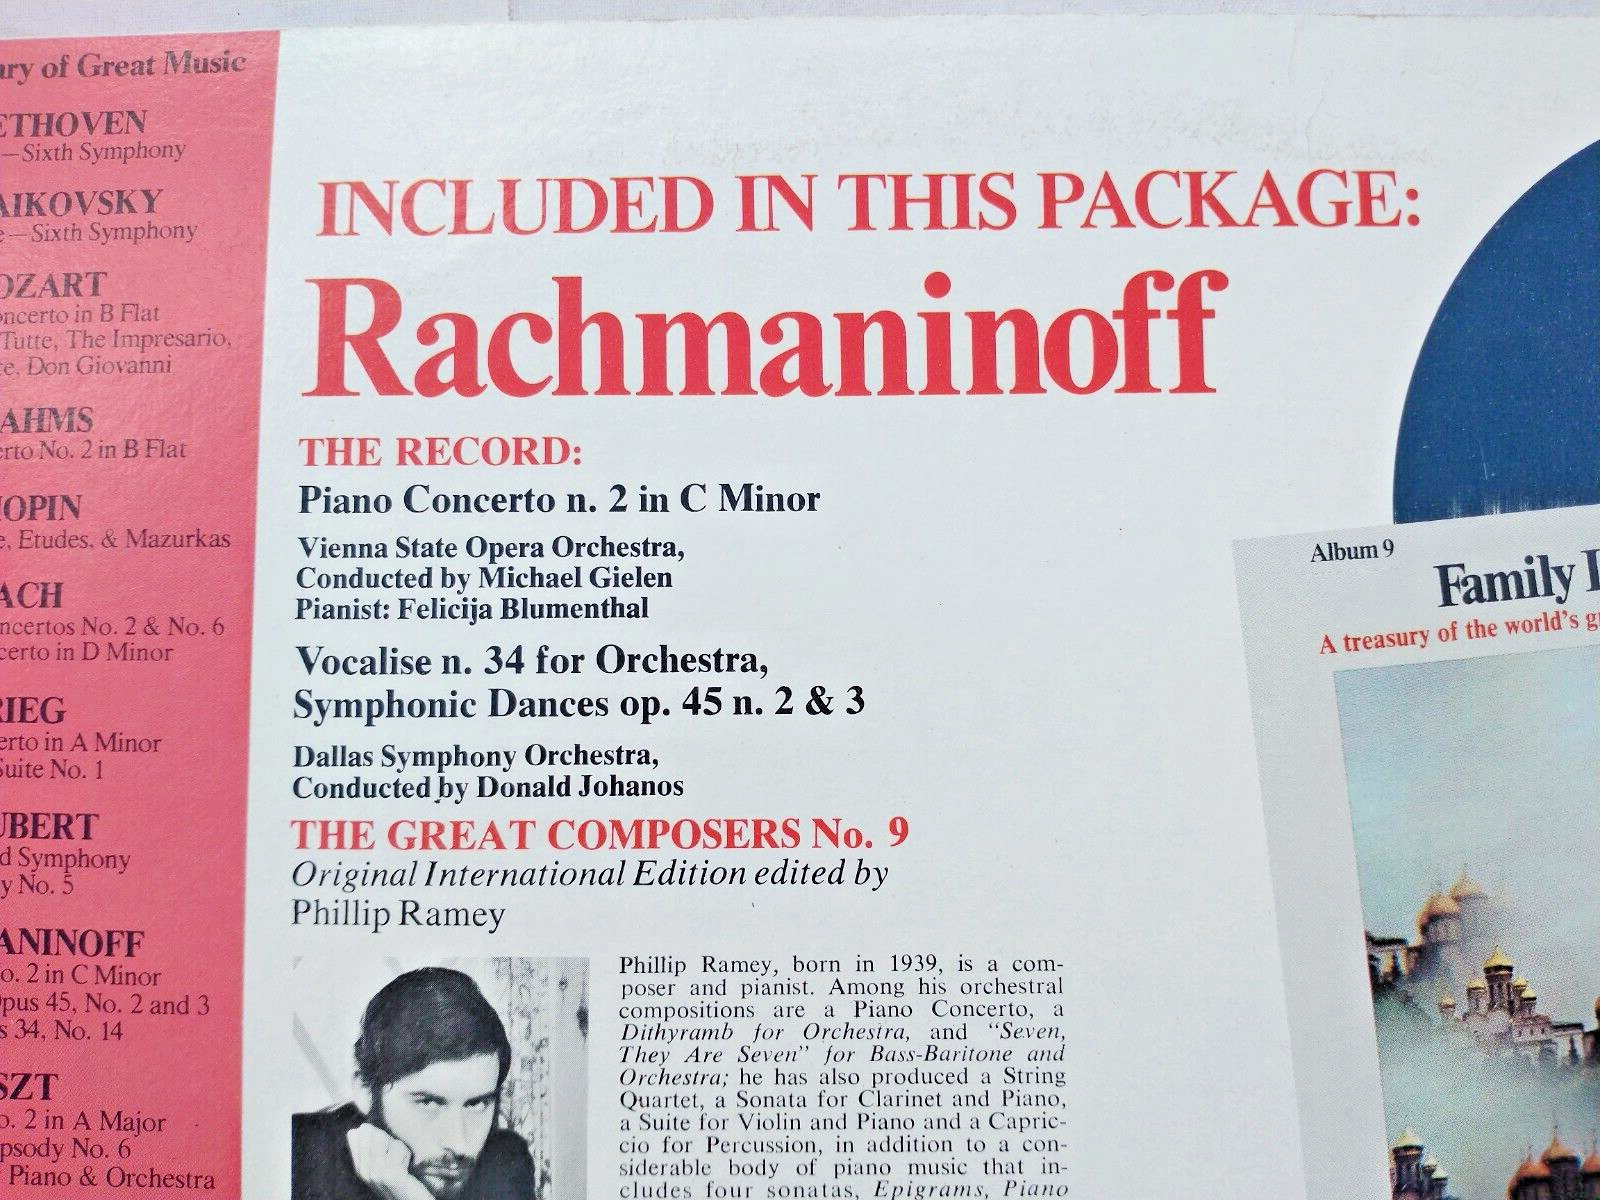 ary of Great Music
ETHOVEN
—Sixth Symphony
AIKOVSKY
e—Sixth Symphony
OZART
oncerto in B Flat
Tutte, The Impresario,
te, Don Giovanni
AHMS
erto No. 2 in B Flat
HOPIN
e, Etudes, & Mazurkas
ACH
ncertos No. 2 & No. 6
certo in D Minor
RIEG
erto in A Minor
Suite No. 1
UBERT
d Symphony
y No. 5
ANINOFF
o. 2 in C Minor
Opus 45, No. 2 and 3
s 34, No. 14
SZT
o. 2 in A Major
apsody No. 6
Piano & Orchestra
INCLUDED IN THIS PACKAGE:
Rachmaninoff
THE RECORD:
Piano Concerto n. 2 in C Minor
Vienna State Opera Orchestra,
Conducted by Michael Gielen
Pianist: Felicija Blumenthal
Vocalise n. 34 for Orchestra,
Symphonic Dances op. 45 n. 2 & 3
Dallas Symphony Orchestra,
Conducted by Donald Johanos
THE GREAT COMPOSERS No. 9
Original International Edition edited by
Phillip Ramey
Phillip Ramey, born in 1939, is a com-
poser and pianist. Among his orchestral
compositions are a Piano Concerto, a
Dithyramb for Orchestra, and "Seven,
They Are Seven" for Bass-Baritone and
Orchestra; he has also produced a String
Quartet, a Sonata for Clarinet and Piano,
a Suite for Violin and Piano and a Capric-
cio for Percussion, in addition to a con-
siderable body of piano music that in-
cludes four sonatas, Epigrams, Piano
Album 9
Family L
A treasury of the world's gr